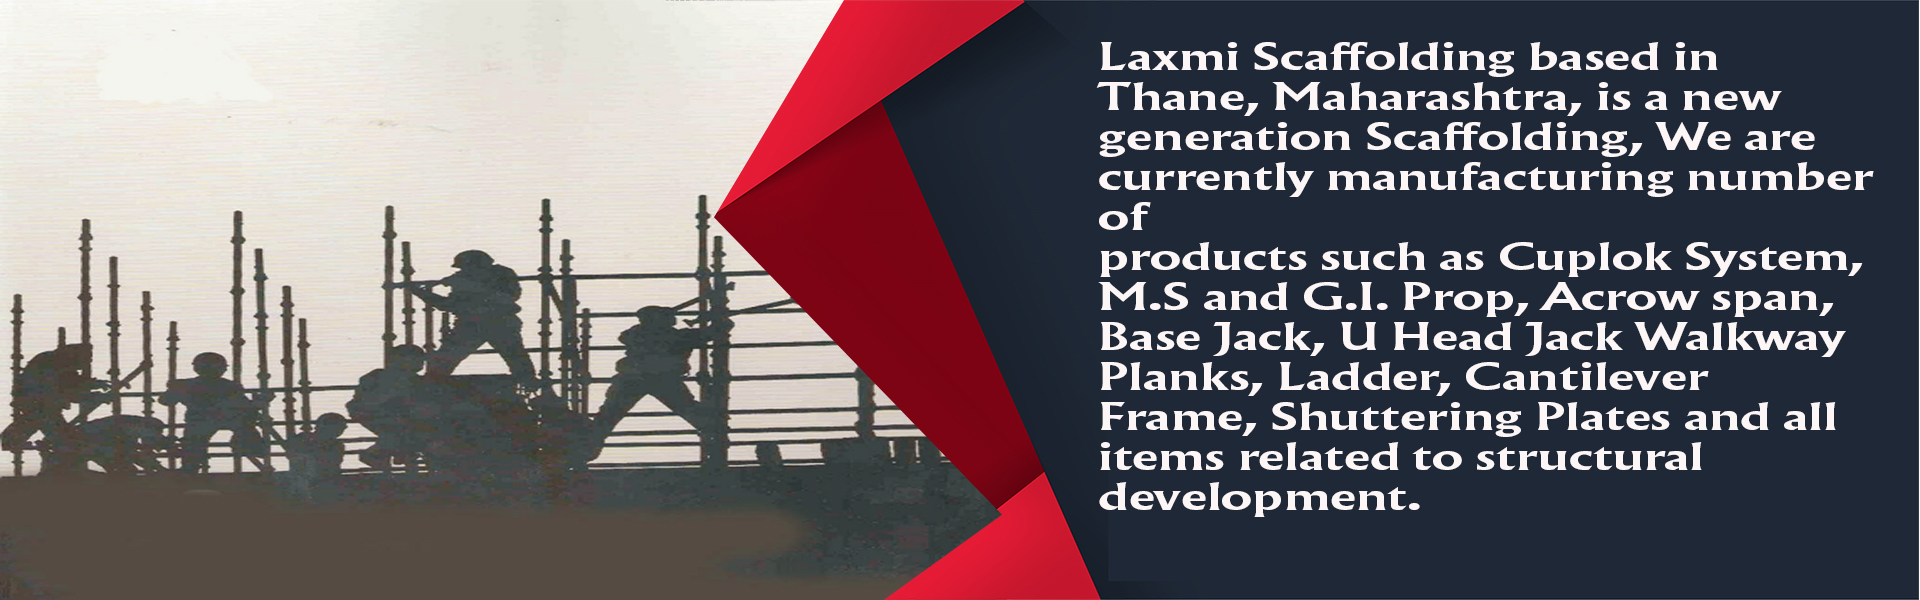 Laxmi Scaffolding based in
Thane, Maharashtra, is a new
generation Scaffolding, We are
currently manufacturing number
of
products such as Cuplok System,
M.S and G.I. Prop, Acrow span,
Base Jack, U Head Jack Walkway
Planks, Ladder, Cantilever
Frame, Shuttering Plates and all
items related to structural
development.